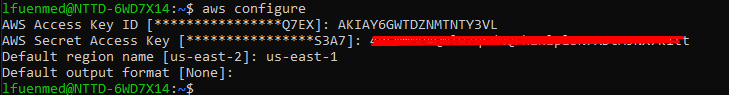 lfuenmed@NTTD-6WD7X14:~$ aws configure
AWS Access Key ID [****************Q7EX]: AKIAY6GWTDZNMTNTY3VL
AWS Secret Access Key [****************S3A7]:
Default region name [us-east-2]: us-east-1
Default output format [None]:
lfuenmed@NTTD-6WD7X14:~$